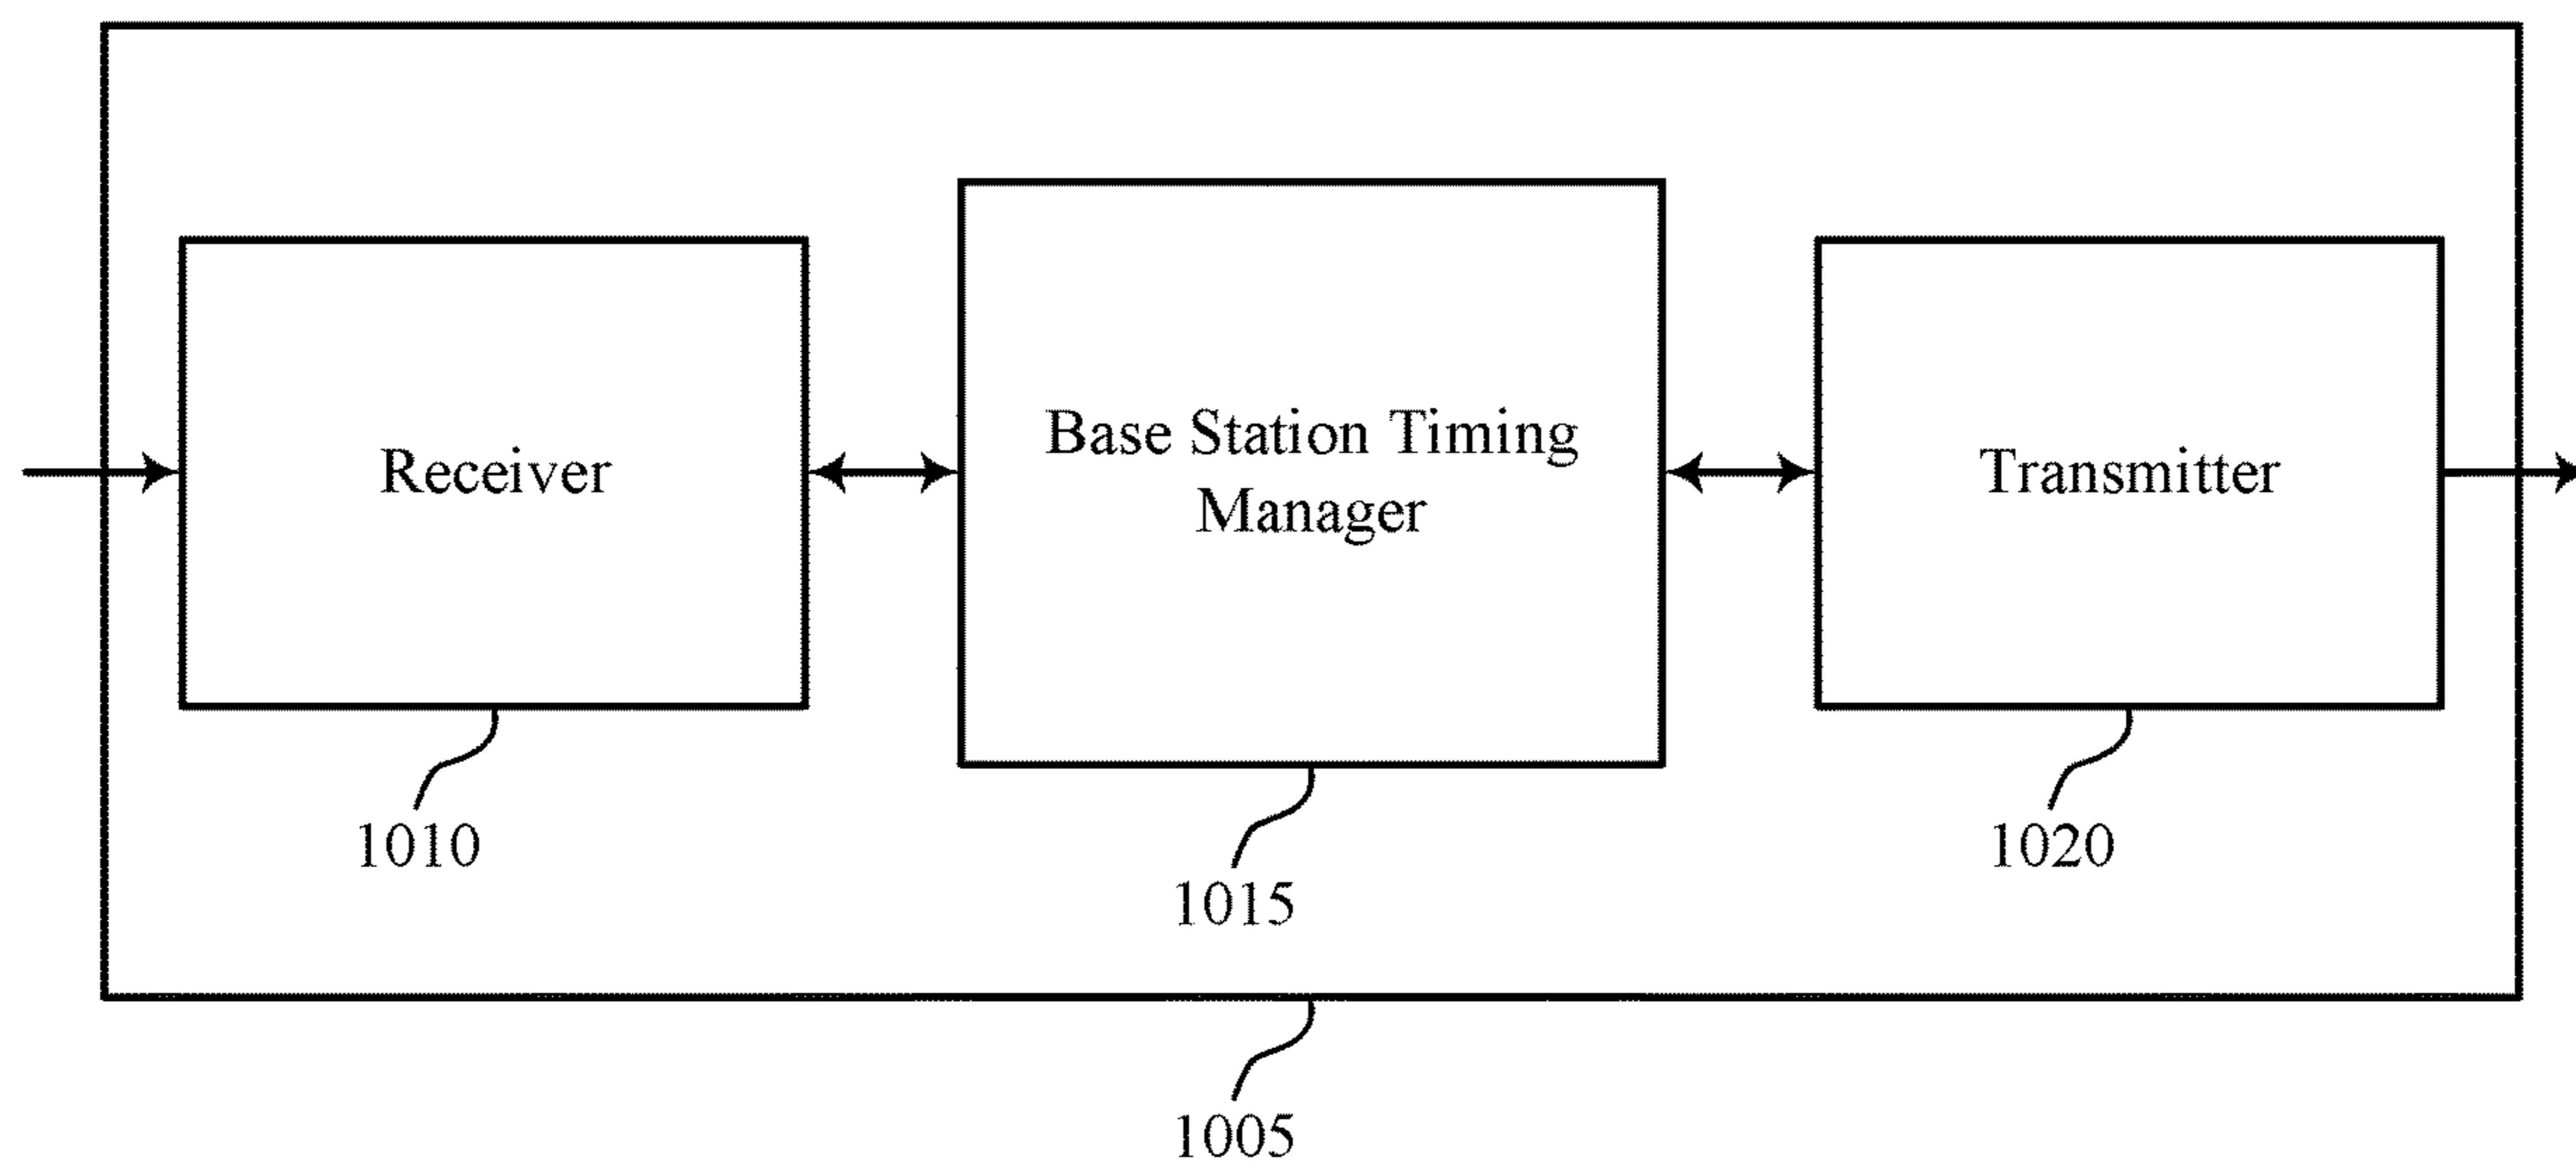 Receiver
Base Station Timing
Manager
Transmitter
1010
1015
1020
1005